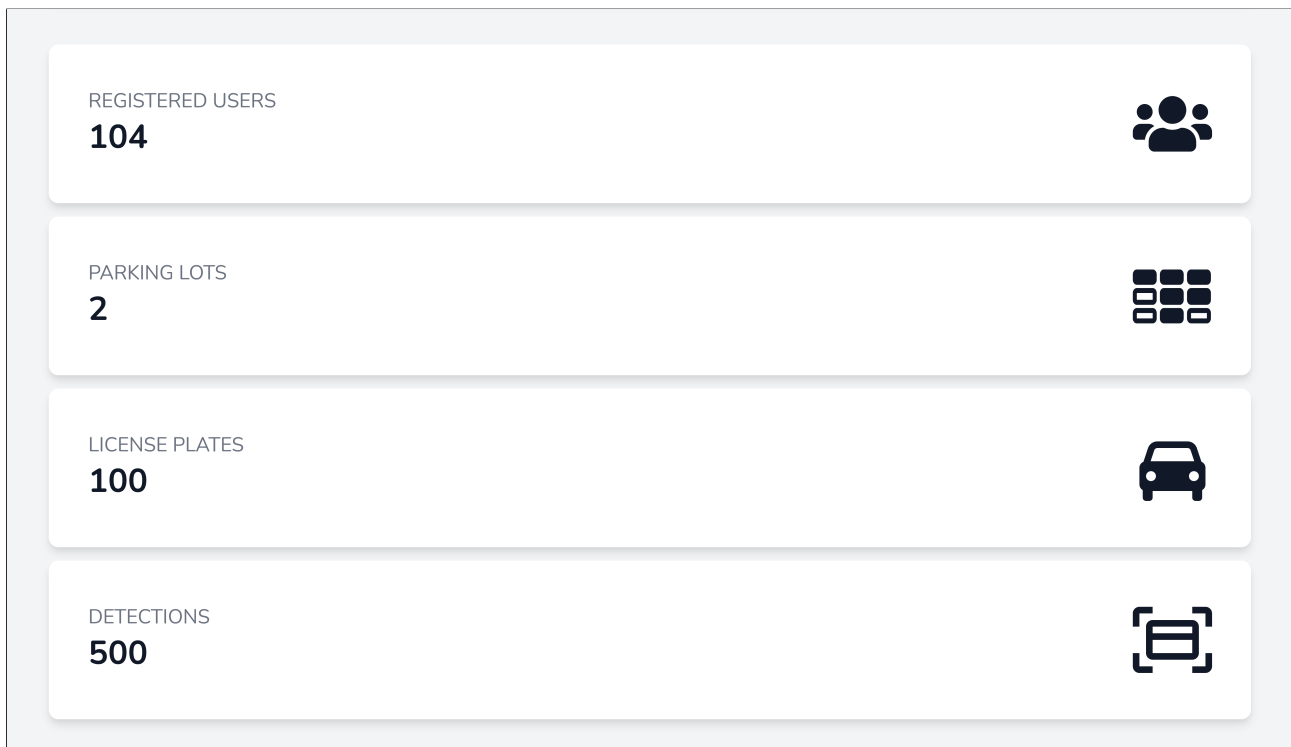 REGISTERED USERS
104
PARKING LOTS
2
LICENSE PLATES
100
DETECTIONS
500